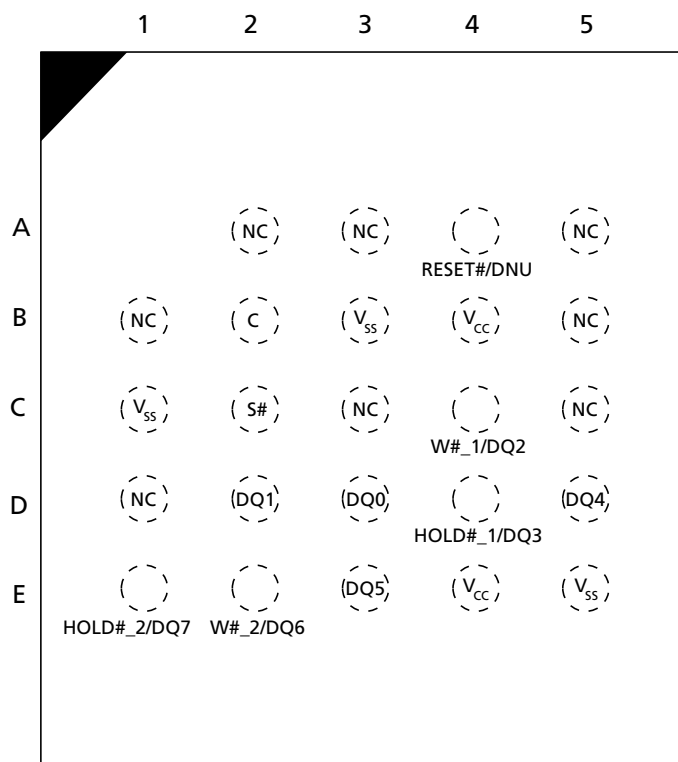 1 2 3 4 5
A NC NC NC
RESET#/DNU
B NC C VSS VCC NC
C VSS S# NC NC
W#_1/DQ2
D NC DQ1 DQ0 DQ4
HOLD#_1/DQ3
E DQ5 VCC VSS
HOLD#_2/DQ7 W#_2/DQ6